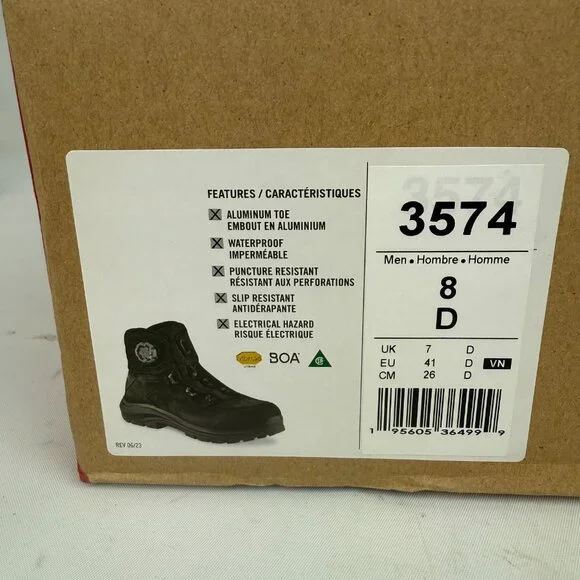 FEATURES / CARACTÉRISTIQUES
ALUMINUM TOE
EMBOUT EN ALUMINIUM
WATERPROOF
IMPERMÉABLE
PUNCTURE RESISTANT
RÉSISTANT AUX PERFORATIONS
SLIP RESISTANT
ANTIDÉRAPANTE
ELECTRICAL HAZARD
RISQUE ÉLECTRIQUE
vibram BOA
REV 06/23
3574
3574
Men • Hombre • Homme
8
D
UK 7 D
EU 41 D VN
CM 26 D
1 95605 36499 9